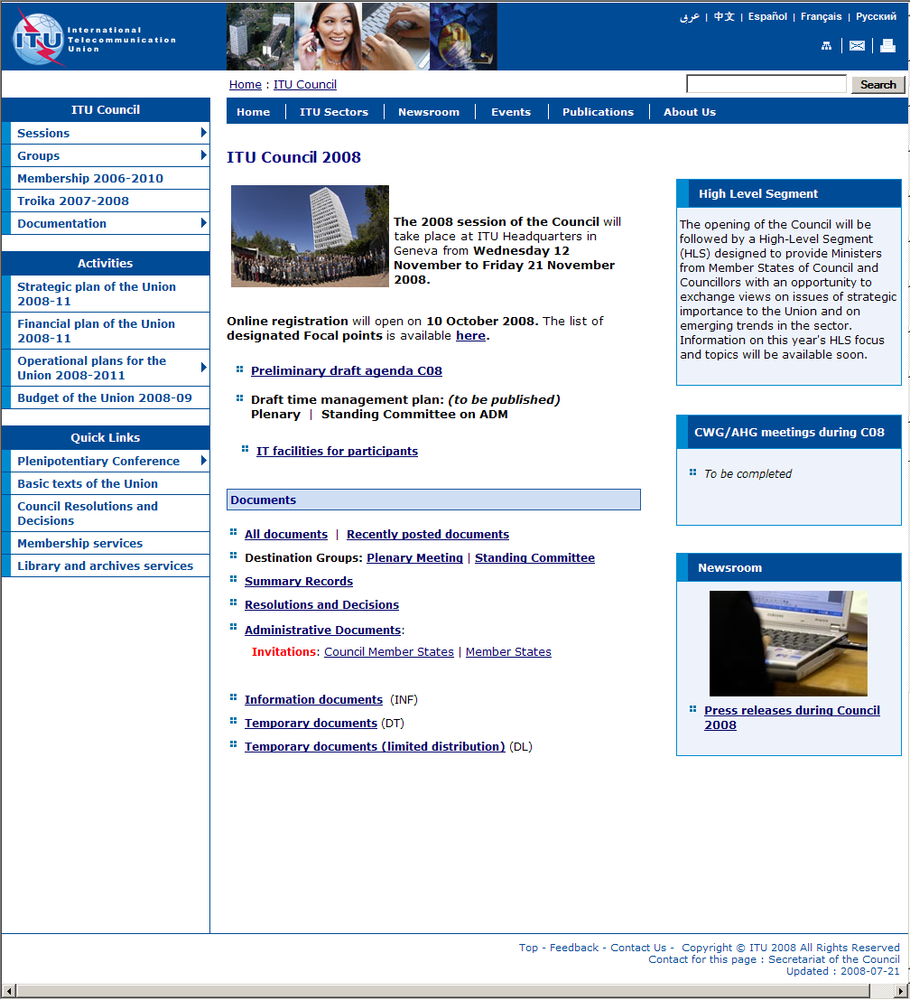 ITU
International
Telecommunication
Union
عربي | 中文 | Español | Français | Русский
Home : ITU Council
Search
Home | ITU Sectors | Newsroom | Events | Publications | About Us
ITU Council
Sessions
Groups
Membership 2006-2010
Troika 2007-2008
Documentation
Activities
Strategic plan of the Union
2008-11
Financial plan of the Union
2008-11
Operational plans for the
Union 2008-2011
Budget of the Union 2008-09
Quick Links
Plenipotentiary Conference
Basic texts of the Union
Council Resolutions and
Decisions
Membership services
Library and archives services
ITU Council 2008
The 2008 session of the Council will
take place at ITU Headquarters in
Geneva from Wednesday 12
November to Friday 21 November
2008.
Online registration will open on 10 October 2008. The list of
designated Focal points is available here.
Preliminary draft agenda C08
Draft time management plan: (to be published)
Plenary | Standing Committee on ADM
IT facilities for participants
Documents
All documents | Recently posted documents
Destination Groups: Plenary Meeting | Standing Committee
Summary Records
Resolutions and Decisions
Administrative Documents:
Invitations: Council Member States | Member States
Information documents (INF)
Temporary documents (DT)
Temporary documents (limited distribution) (DL)
High Level Segment
The opening of the Council will be
followed by a High-Level Segment
(HLS) designed to provide Ministers
from Member States of Council and
Councillors with an opportunity to
exchange views on issues of strategic
importance to the Union and on
emerging trends in the sector.
Information on this year's HLS focus
and topics will be available soon.
CWG/AHG meetings during C08
To be completed
Newsroom
Press releases during Council
2008
Top - Feedback - Contact Us - Copyright © ITU 2008 All Rights Reserved
Contact for this page : Secretariat of the Council
Updated : 2008-07-21